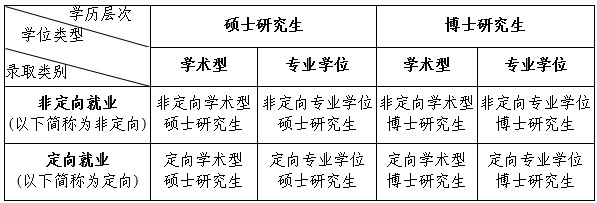 学历层次
学位类型
录取类别
硕士研究生 博士研究生
学术型 专业学位 学术型 专业学位
非定向就业
(以下简称为非定向)
非定向学术型
硕士研究生
非定向专业学位
硕士研究生
非定向学术型
博士研究生
非定向专业学位
博士研究生
定向就业
(以下简称为定向)
定向学术型
硕士研究生
定向专业学位
硕士研究生
定向学术型
博士研究生
定向专业学位
博士研究生